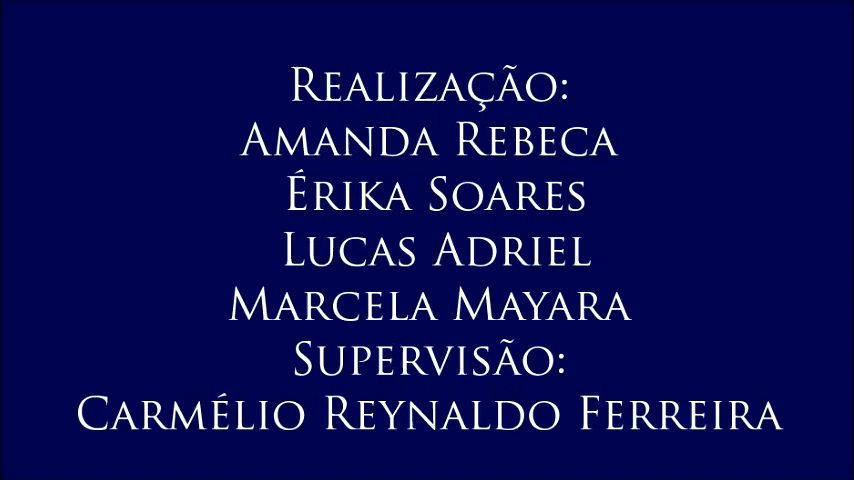 Realização:
Amanda Rebeca
Érika Soares
Lucas Adriel
Marcela Mayara
Supervisão:
Carmélio Reynaldo Ferreira